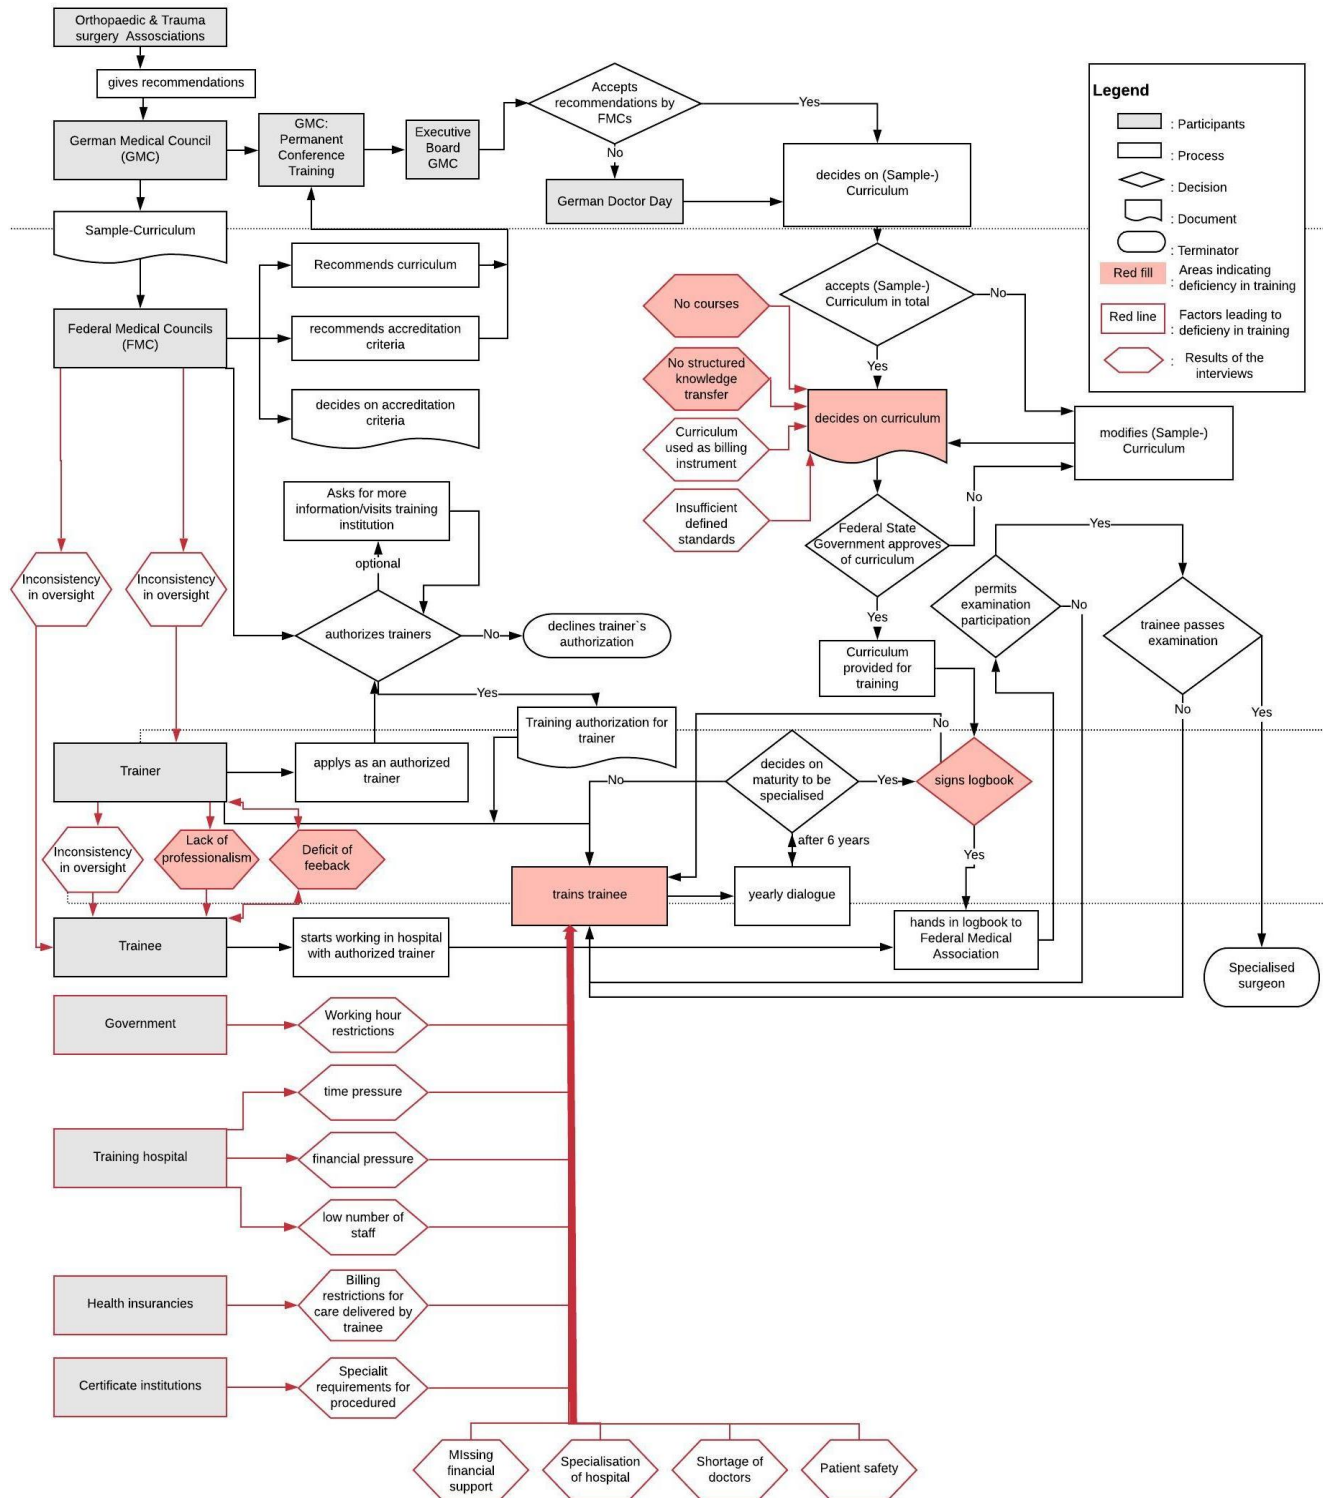 Orthopaedic & Trauma
surgery Assosciations
gives recommendations
German Medical Council
(GMC)
GMC:
Permanent
Conference
Training
Executive
Board
GMC
Accepts
recommendations by
FMCs
Yes
No
German Doctor Day
decides on (Sample-)
Curriculum
Legend
: Participants
: Process
: Decision
: Document
: Terminator
Red fill
: Areas indicating
deficiency in training
Red line
Factors leading to
: deficieny in training
: Results of the
interviews
Sample-Curriculum
Recommends curriculum
Federal Medical Councils
(FMC)
recommends accreditation
criteria
decides on accreditation
criteria
accepts (Sample-)
Curriculum in total
No
Yes
No courses
No structured
knowledge
transfer
Curriculum
used as billing
instrument
Insufficient
defined
standards
decides on curriculum
modifies (Sample-)
Curriculum
No
Federal State
Government approves
of curriculum
Yes
Asks for more
information/visits training
institution
optional
Inconsistency
in oversight
Inconsistency
in oversight
authorizes trainers
No
declines trainer`s
authorization
Yes
Training authorization for
trainer
Curriculum
provided for
training
permits
examination
participation
Yes
No
trainee passes
examination
No
Yes
Trainer
applys as an authorized
trainer
No
decides on
maturity to be
specialised
Yes
No
signs logbook
Yes
after 6 years
Inconsistency
in oversight
Lack of
professionalism
Deficit of
feeback
trains trainee
yearly dialogue
hands in logbook to
Federal Medical
Association
Trainee
starts working in hospital
with authorized trainer
Specialised
surgeon
Government
Working hour
restrictions
time pressure
Training hospital
financial pressure
low number of
staff
Health insurancies
Billing
restrictions for
care delivered by
trainee
Certificate institutions
Specialit
requirements for
procedured
MIssing
financial
support
Specialisation
of hospital
Shortage of
doctors
Patient safety